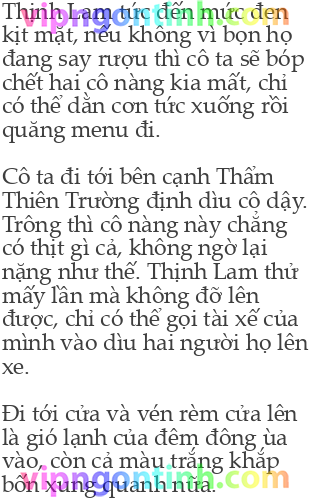 vipngontinh.com
Thịnh Lam tức đến mức đen
kịt mặt, nếu không vì bọn họ
đang say rượu thì cô ta sẽ bóp
chết hai cô nàng kia mất, chỉ
có thể dằn cơn tức xuống rồi
quăng menu đi.
Cô ta đi tới bên cạnh Thẩm
Thiên Trường định dìu cô dậy.
Trông thì cô nàng này chẳng
có thịt gì cả, không ngờ lại
nặng như thế. Thịnh Lam thử
mấy lần mà không đỡ lên
được, chỉ có thể gọi tài xế của
mình vào dìu hai người họ lên
xe.
Đi tới cửa và vén rèm cửa lên
là gió lạnh của đêm đông ùa
vào, còn cả màu trắng khắp
bốn xung quanh nữa.
vipngontinh.com